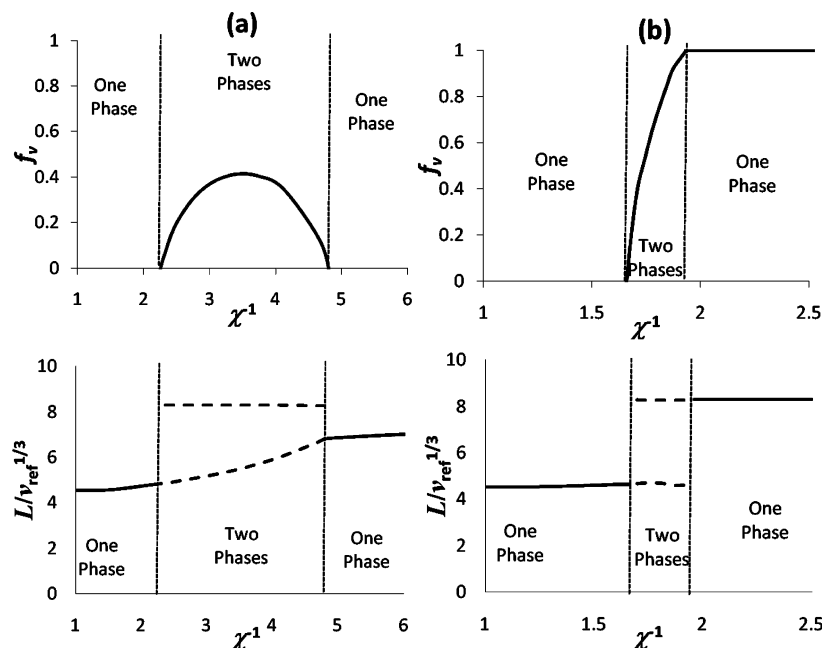 (a)
1
0.8
0.6
0.4
0.2
0
f_v
One
Phase
Two
Phases
One
Phase
1 2 3 4 5 6
χ⁻¹
(b)
1
0.8
0.6
0.4
0.2
0
f_v
One
Phase
Two
Phases
One
Phase
1 1.5 2 2.5
χ⁻¹
10
8
6
4
2
0
L/v_ref^1/3
One
Phase
Two
Phases
One
Phase
1 2 3 4 5 6
χ⁻¹
10
8
6
4
2
0
L/v_ref^1/3
One
Phase
Two
Phases
One
Phase
1 1.5 2 2.5
χ⁻¹